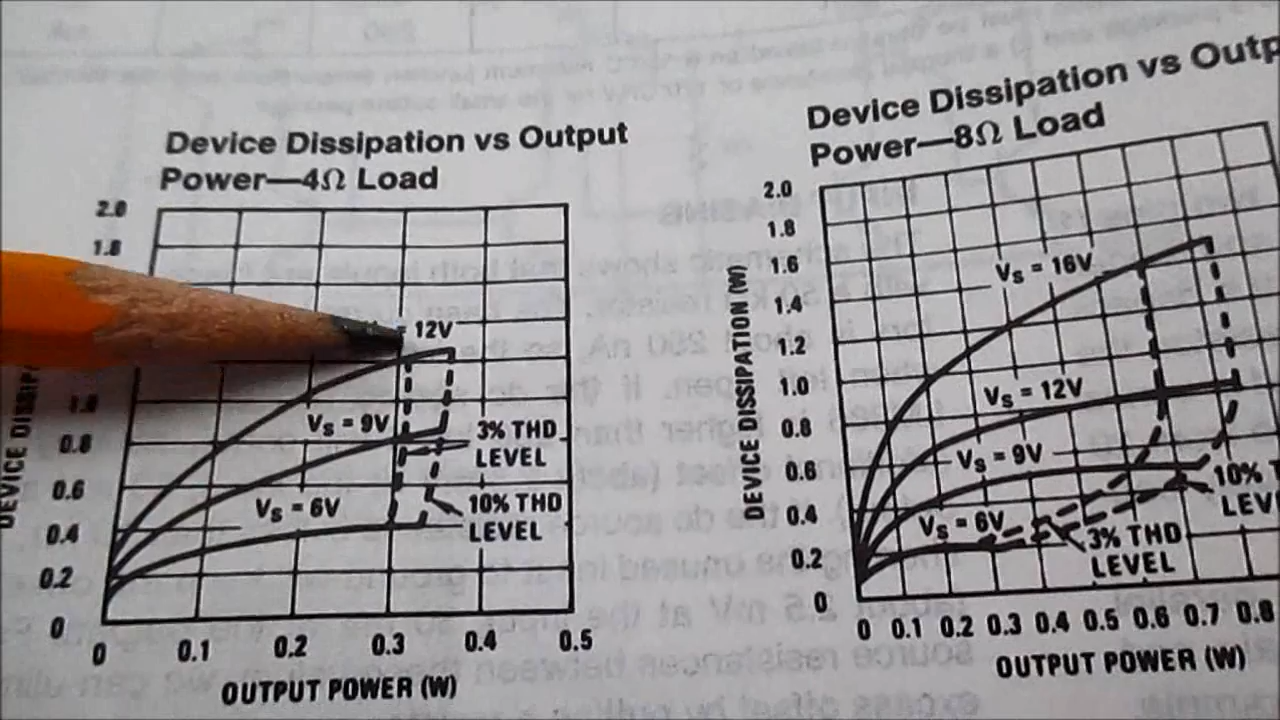 Device Dissipation vs Output
Power—4Ω Load
2.0
1.8
1.0
0.8
0.6
0.4
0.2
0
12V
Vs = 9V
Vs = 6V
3% THD
LEVEL
10% THD
LEVEL
0 0.1 0.2 0.3 0.4 0.5
OUTPUT POWER (W)
DEVICE
Device Dissipation vs
Power—8Ω Load
2.0
1.8
1.6
1.4
1.2
1.0
0.8
0.6
0.4
0.2
0
DEVICE DISSIPATION (W)
Vs = 16V
Vs = 12V
Vs = 9V
Vs = 6V
10%
3% THD
LEVEL
0 0.1 0.2 0.3 0.4 0.5 0.6 0.7 0.8
OUTPUT POWER (W)